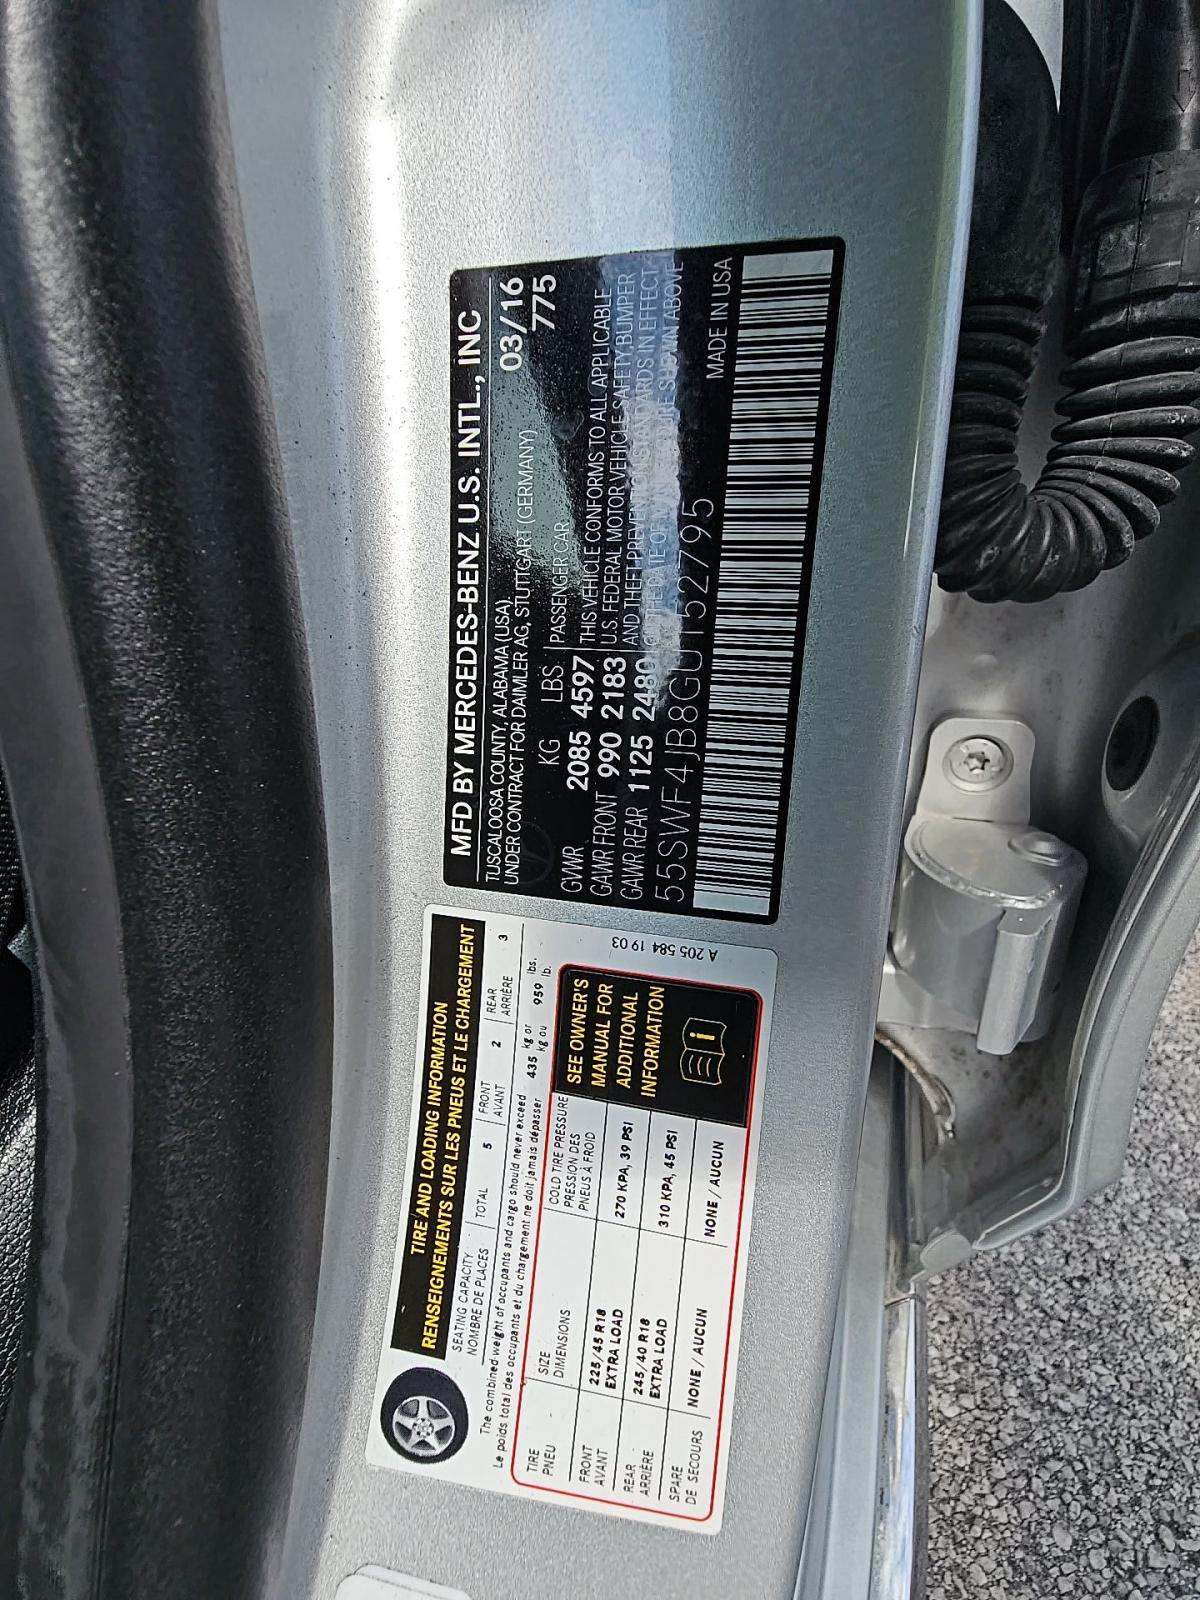 MFD BY MERCEDES-BENZ U.S. INTL., INC
TUSCALOOSA COUNTY, ALABAMA (USA),
UNDER CONTRACT FOR DAIMLER AG, STUTTGART (GERMANY)
03/16
775
KG LBS PASSENGER CAR
GVWR 2085 4597 THIS VEHICLE CONFORMS TO ALL APPLICABLE
GAWR FRONT 990 2183 U.S. FEDERAL MOTOR VEHICLE SAFETY, BUMPER
GAWR REAR 1125 2480 AND THEFT PREVENTION STANDARDS IN EFFECT
ON THE DATE OF MANUFACTURE SHOWN ABOVE
55SWF4JB8GU152795 MADE IN USA
TIRE AND LOADING INFORMATION
RENSEIGNEMENTS SUR LES PNEUS ET LE CHARGEMENT
SEATING CAPACITY TOTAL 5 FRONT 2 REAR 3
NOMBRE DE PLACES AVANT ARRIÈRE
The combined weight of occupants and cargo should never exceed 435 kg or 959 lbs.
Le poids total des occupants et du chargement ne doit jamais dépasser kg ou lb.
TIRE SIZE COLD TIRE PRESSURE
PNEU DIMENSIONS PRESSION DES
PNEUS À FROID
FRONT 225/45 R18 270 KPA, 39 PSI
AVANT EXTRA LOAD
REAR 245/40 R18 310 KPA, 45 PSI
ARRIÈRE EXTRA LOAD
SPARE NONE / AUCUN NONE / AUCUN
DE SECOURS
SEE OWNER'S
MANUAL FOR
ADDITIONAL
INFORMATION
i
A 205 584 19 03